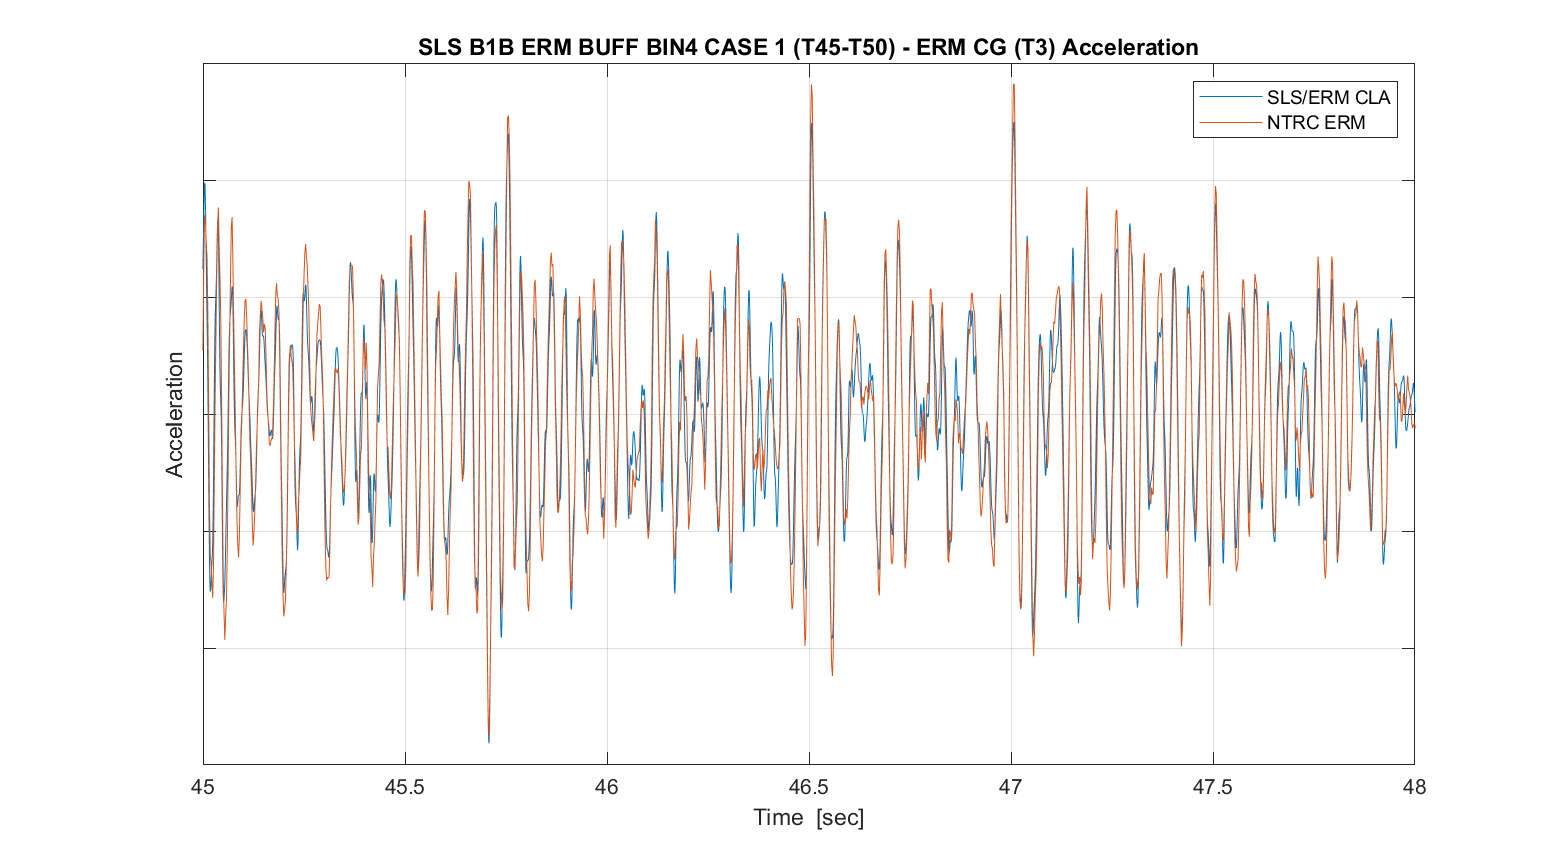 SLS B1B ERM BUFF BIN4 CASE 1 (T45-T50) - ERM CG (T3) Acceleration
SLS/ERM CLA
NTRC ERM
Acceleration
45
45.5
46
46.5
47
47.5
48
Time [sec]